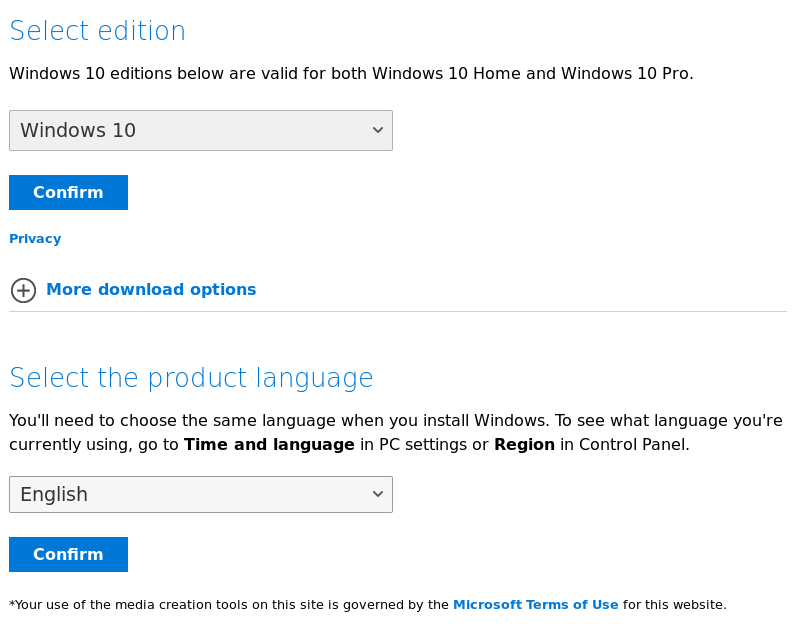 Select edition
Windows 10 editions below are valid for both Windows 10 Home and Windows 10 Pro.
Windows 10
Confirm
Privacy
More download options
Select the product language
You'll need to choose the same language when you install Windows. To see what language you're
currently using, go to Time and language in PC settings or Region in Control Panel.
English
Confirm
*Your use of the media creation tools on this site is governed by the Microsoft Terms of Use for this website.